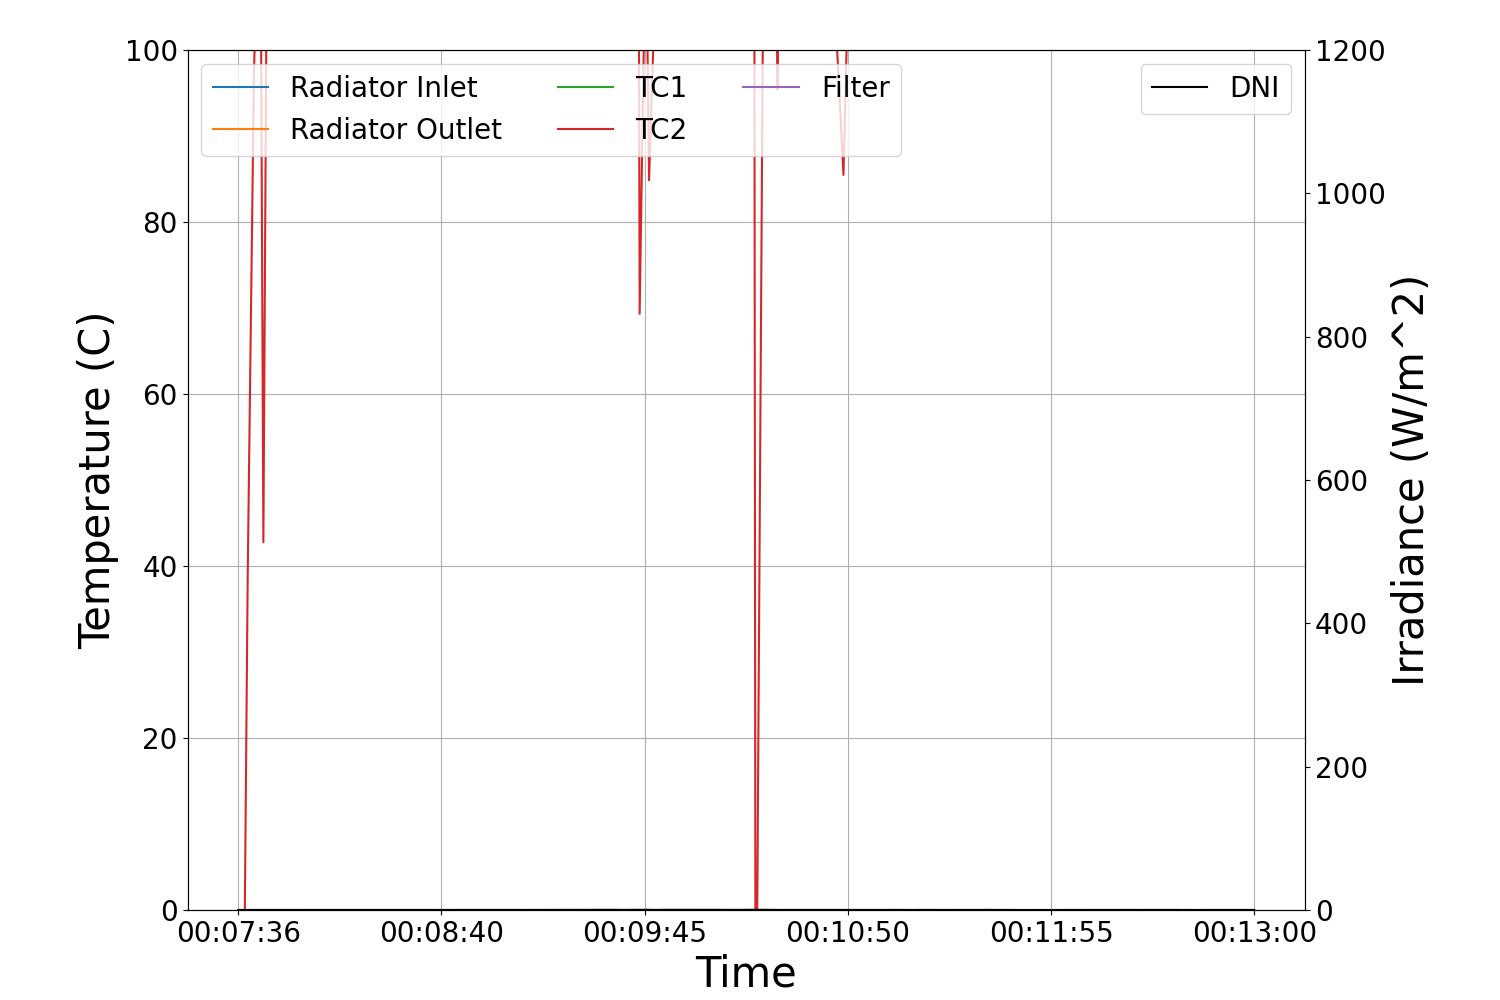 100
80
60
40
20
0
Temperature (C)
Radiator Inlet
Radiator Outlet
TC1
TC2
Filter
DNI
1200
1000
800
600
400
200
0
Irradiance (W/m^2)
00:07:36 00:08:40 00:09:45 00:10:50 00:11:55 00:13:00
Time